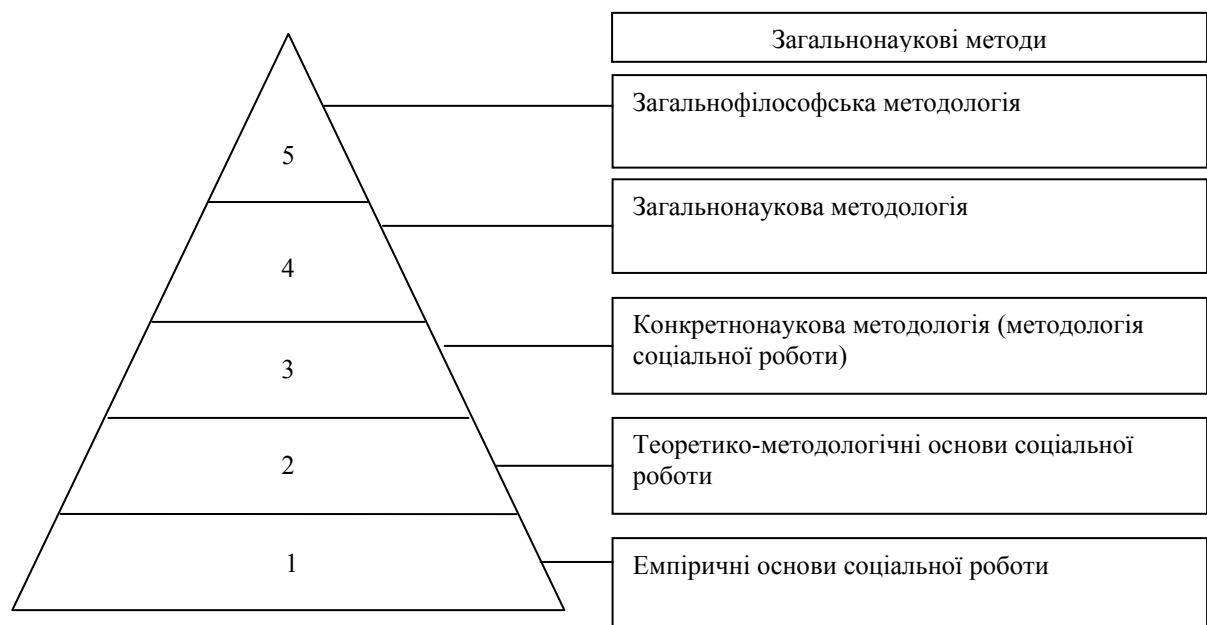 Загальнонаукові методи
Загальнофілософська методологія
5
Загальнонаукова методологія
4
Конкретнонаукова методологія (методологія
соціальної роботи)
3
Теоретико-методологічні основи соціальної
роботи
2
Емпіричні основи соціальної роботи
1